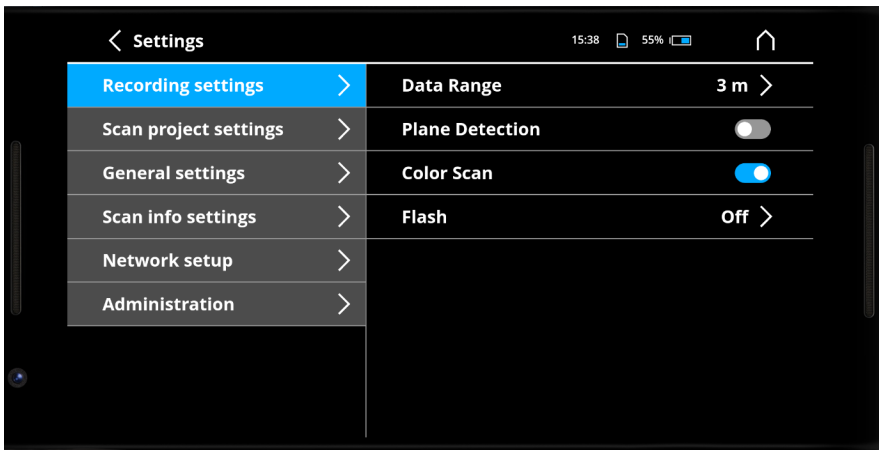 Settings
15:38 55%
Recording settings
Scan project settings
General settings
Scan info settings
Network setup
Administration
Data Range 3 m
Plane Detection
Color Scan
Flash Off